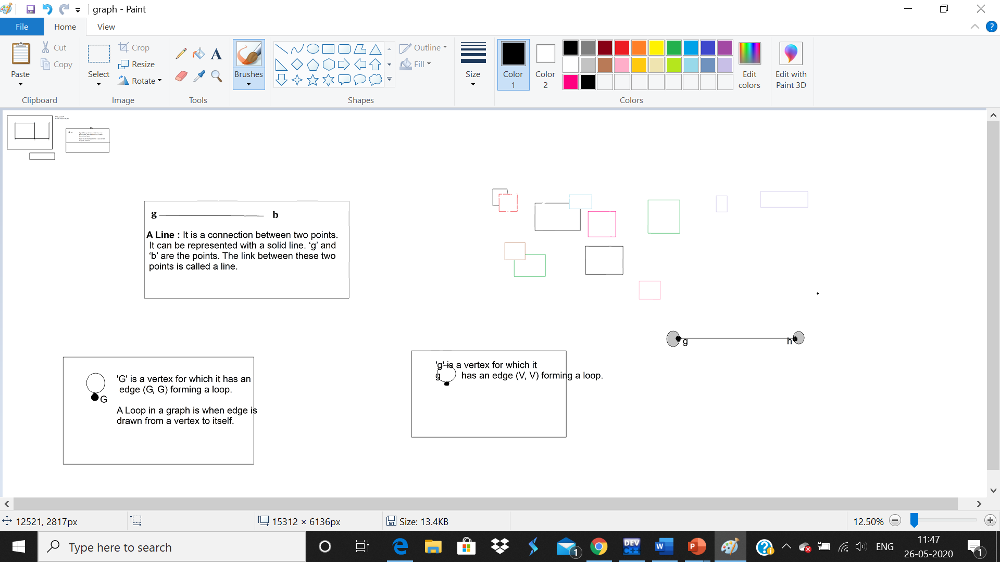 graph - Paint
File
Home
View
Paste
Cut
Copy
Clipboard
Select
Crop
Resize
Rotate
Image
A
Tools
Brushes
Outline
Fill
Shapes
Size
Color
1
Color
2
Edit
colors
Colors
Edit with
Paint 3D
?
g b
A Line : It is a connection between two points.
It can be represented with a solid line. ‘g’ and
‘b’ are the points. The link between these two
points is called a line.
g h
'G' is a vertex for which it has an
edge (G, G) forming a loop.
G
A Loop in a graph is when edge is
drawn from a vertex to itself.
'g' is a vertex for which it
g has an edge (V, V) forming a loop.
12521, 2817px
15312 × 6136px
Size: 13.4KB
12.50%
Type here to search
1
DEV
C++
W
P
?
ENG
11:47
26-05-2020
1